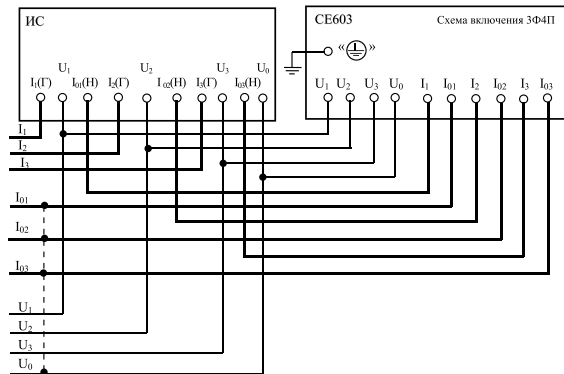 ИС
СЕ603
Схема включения 3Ф4П
« »
U₁ U₂ U₃ U₀
I₁(Г) I₀₁(Н) I₂(Г) I₀₂(Н) I₃(Г) I₀₃(Н)
U₁ U₂ U₃ U₀ I₁ I₀₁ I₂ I₀₂ I₃ I₀₃
I₁
I₂
I₃
I₀₁
I₀₂
I₀₃
U₁
U₂
U₃
U₀